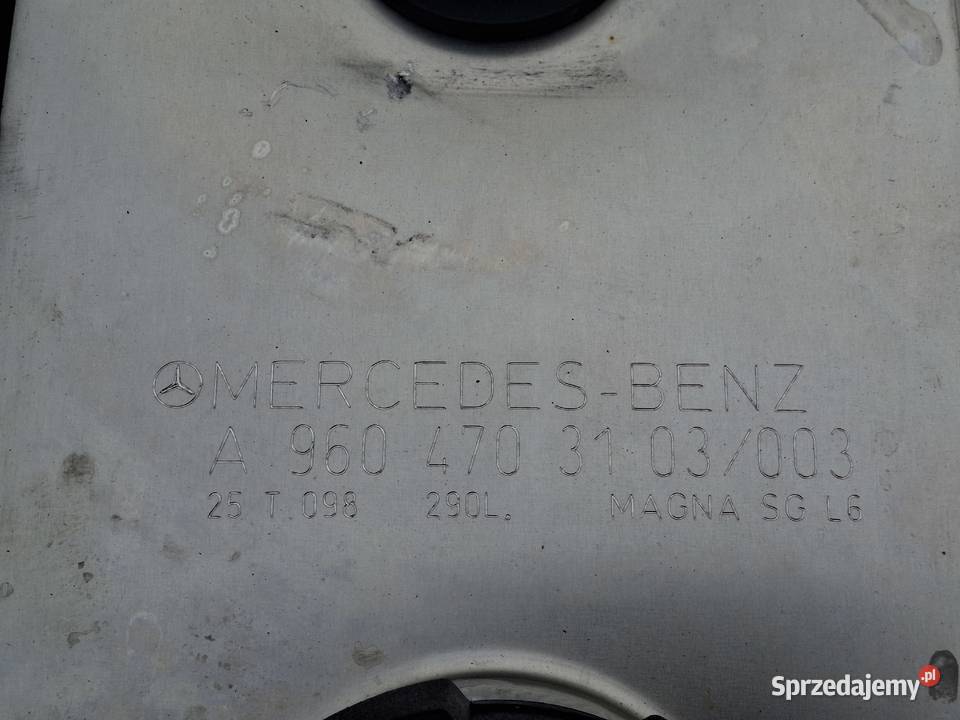 MERCEDES-BENZ
A 960 470 31 03/003
25 T 098 290L. MAGNA SG L6
Sprzedajemy.pl